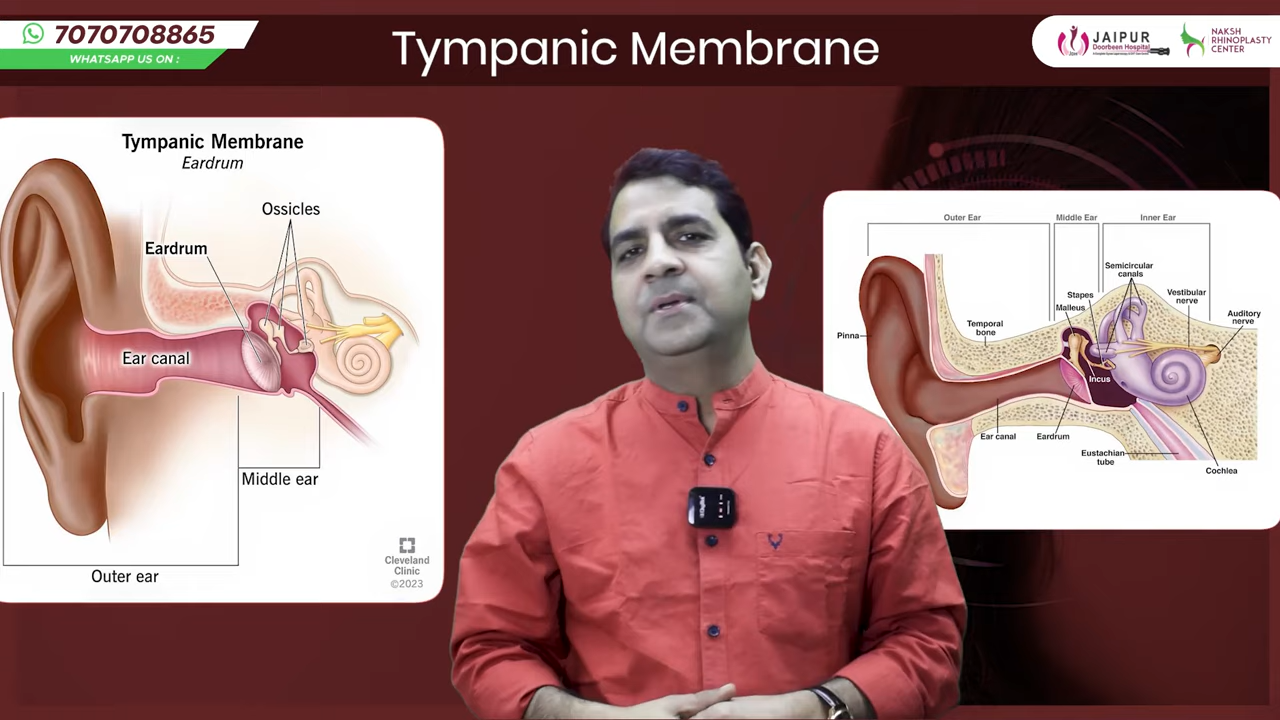 7070708865
WHATSAPP US ON :
Tympanic Membrane
JAIPUR
Doorbeen Hospital
NAKSH
RHINOPLASTY
CENTER
Tympanic Membrane
Eardrum
Ossicles
Eardrum
Ear canal
Middle ear
Outer ear
Cleveland
Clinic
©2023
Outer Ear
Middle Ear
Inner Ear
Semicircular
canals
Stapes
Vestibular
nerve
Malleus
Auditory
nerve
Temporal
bone
Pinna
Incus
Ear canal
Eardrum
Eustachian
tube
Cochlea